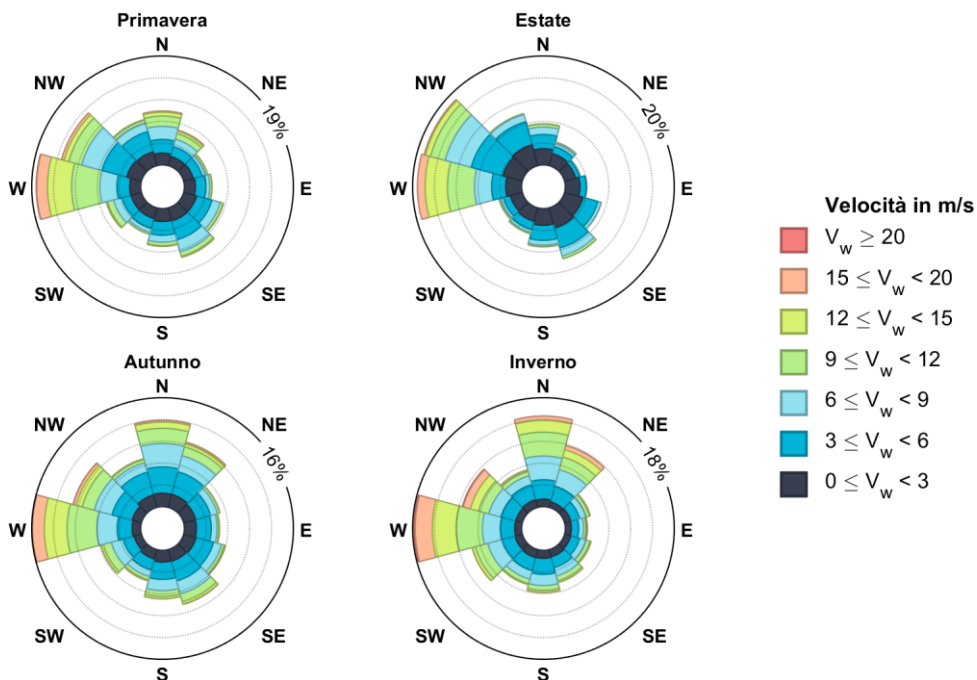 Primavera
N
NW
NE
19%
W
E
SW
SE
S
Estate
N
NW
NE
20%
W
E
SW
SE
S
Autunno
N
NW
NE
16%
W
E
SW
SE
S
Inverno
N
NW
NE
18%
W
E
SW
SE
S
Velocità in m/s
V_w ≥ 20
15 ≤ V_w < 20
12 ≤ V_w < 15
9 ≤ V_w < 12
6 ≤ V_w < 9
3 ≤ V_w < 6
0 ≤ V_w < 3